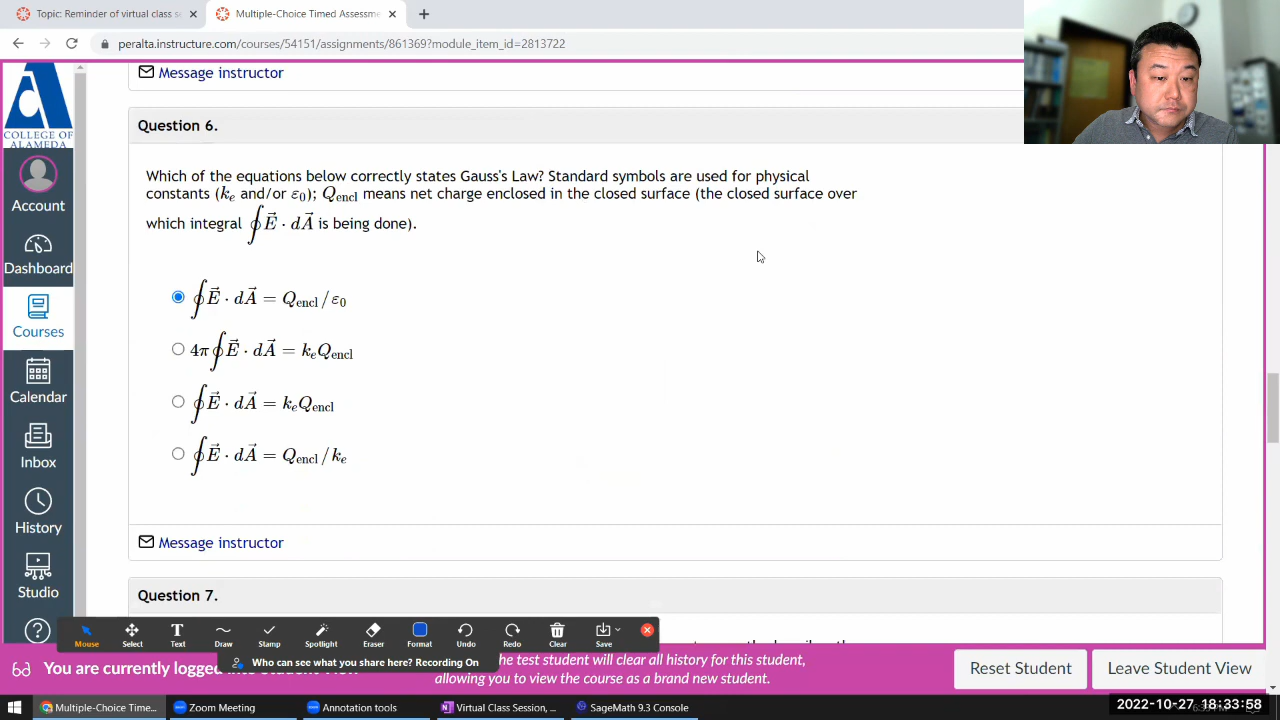 Topic: Reminder of virtual class s
Multiple-Choice Timed Assessme
peralta.instructure.com/courses/54151/assignments/861369?module_item_id=2813722
COLLEGE OF
ALAMEDA
Account
Dashboard
Courses
Calendar
Inbox
History
Studio
Message instructor
Question 6.
Which of the equations below correctly states Gauss's Law? Standard symbols are used for physical
constants (kₑ and/or ε₀); Q_encl means net charge enclosed in the closed surface (the closed surface over
which integral ∮E⃗ · dA⃗ is being done).
∮E⃗ · dA⃗ = Q_encl / ε₀
4π∮E⃗ · dA⃗ = kₑQ_encl
∮E⃗ · dA⃗ = kₑQ_encl
∮E⃗ · dA⃗ = Q_encl / kₑ
Message instructor
Question 7.
Mouse Select Text Draw Stamp Spotlight Eraser Format Undo Redo Clear Save
Who can see what you share here? Recording On
You are currently logged
he test student will clear all history for this student,
allowing you to view the course as a brand new student.
Reset Student
Leave Student View
Multiple-Choice Time...
Zoom Meeting
Annotation tools
Virtual Class Session, ...
SageMath 9.3 Console
2022-10-27 18:33:58